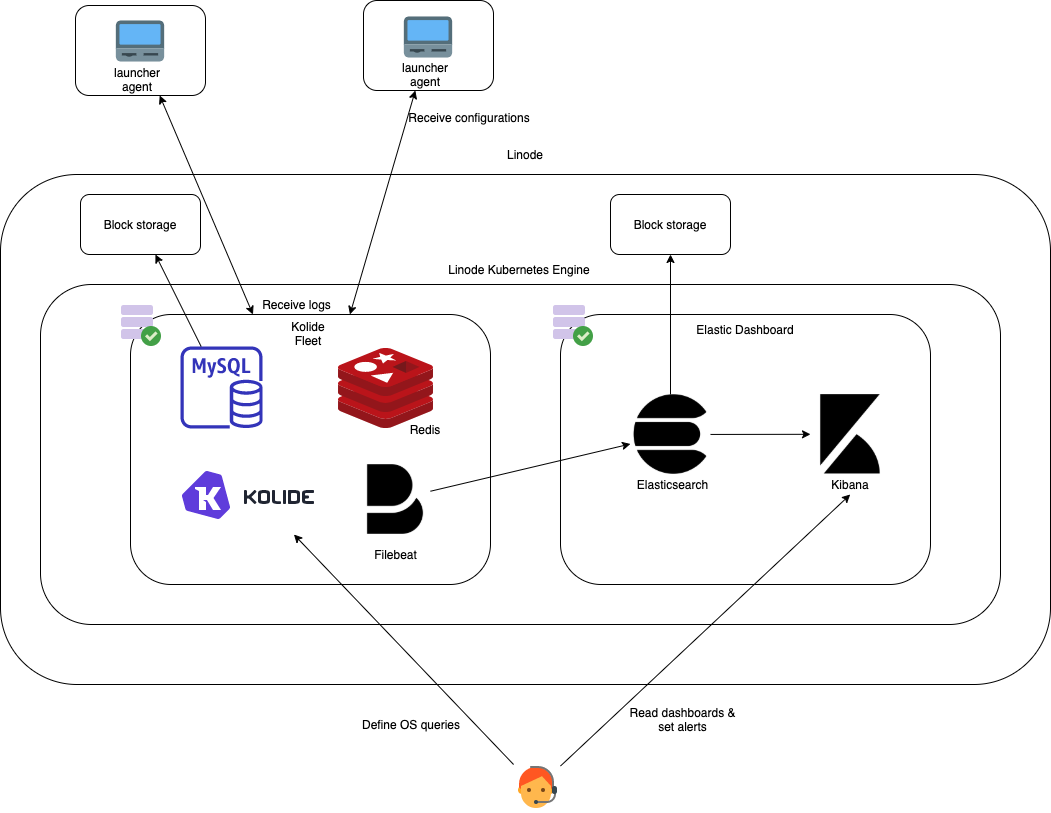 launcher
agent
launcher
agent
Receive configurations
Linode
Block storage
Block storage
Linode Kubernetes Engine
Receive logs
Kolide
Fleet
Elastic Dashboard
MySQL
Redis
KOLIDE
Elasticsearch
Kibana
Filebeat
Define OS queries
Read dashboards &
set alerts